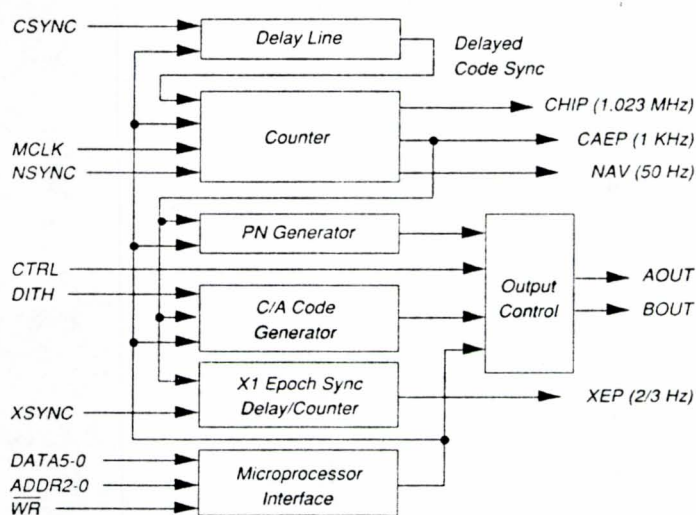 CSYNC
Delay Line
Delayed
Code Sync
CHIP (1.023 MHz)
Counter
CAEP (1 KHz)
MCLK
NSYNC
NAV (50 Hz)
PN Generator
CTRL
DITH
C/A Code
Generator
Output
Control
AOUT
BOUT
X1 Epoch Sync
Delay/Counter
XEP (2/3 Hz)
XSYNC
DATA5-0
ADDR2-0
WR
Microprocessor
Interface